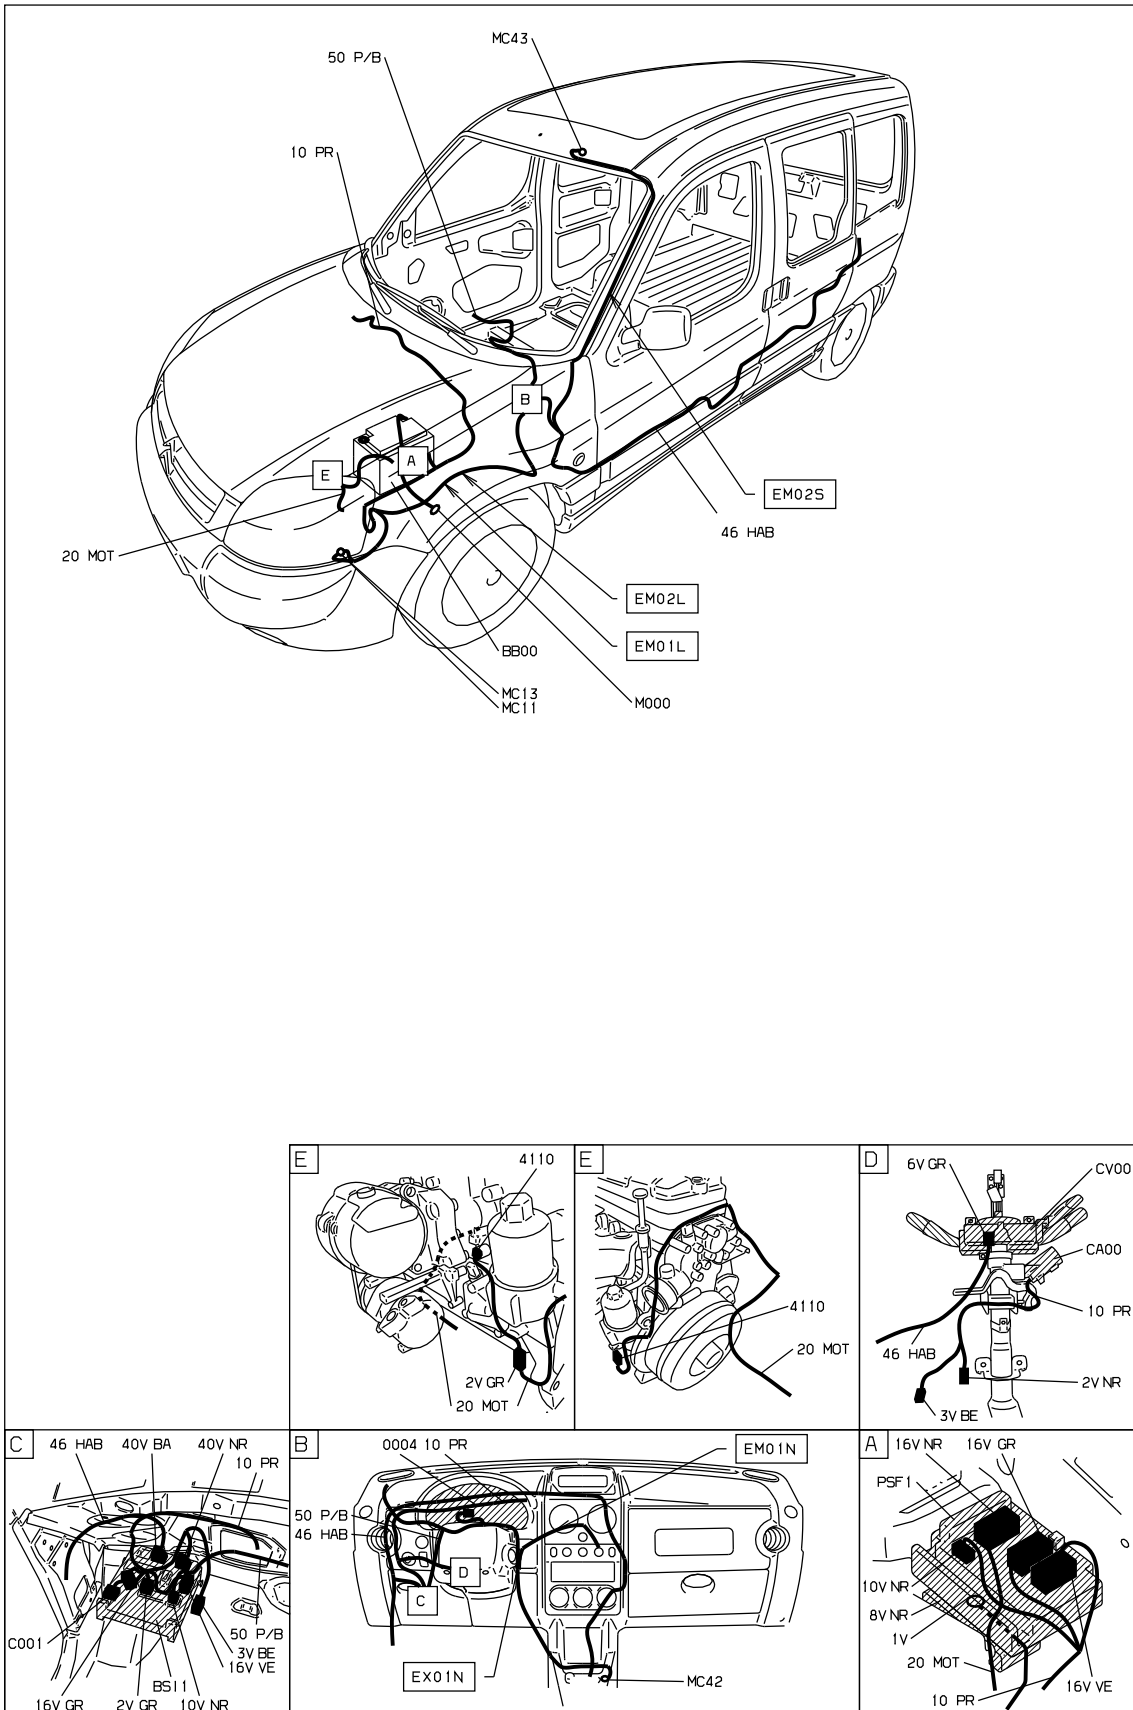 MC43
50 P/B
10 PR
B
A
E
EM02S
46 HAB
20 MOT
EM02L
EM01L
BB00
MC13
MC11
M000
E
4110
2V GR
20 MOT
E
4110
20 MOT
D
6V GR
CV00
CA00
10 PR
46 HAB
2V NR
3V BE
C
46 HAB
40V BA
40V NR
10 PR
C001
50 P/B
3V BE
16V VE
BSI1
16V GR
2V GR
10V NR
B
0004 10 PR
EM01N
50 P/B
46 HAB
D
C
EX01N
MC42
A
16V NR
16V GR
PSF1
10V NR
8V NR
1V
20 MOT
16V VE
10 PR